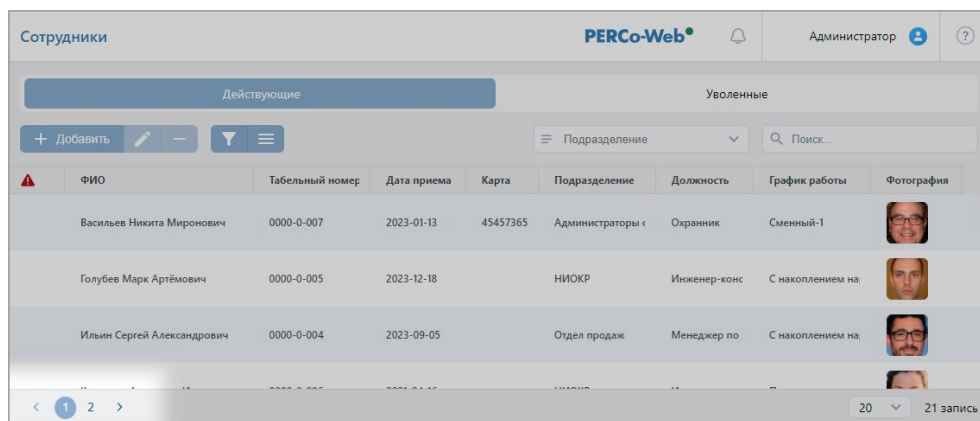 Сотрудники PERCo-Web Администратор ?
Действующие Уволенные
+ Добавить Подразделение Поиск...
ФИО Табельный номер Дата приема Карта Подразделение Должность График работы Фотография
Васильев Никита Миронович 0000-0-007 2023-01-13 45457365 Администраторы Охранник Сменный-1
Голубев Марк Артёмович 0000-0-005 2023-12-18 НИОКР Инженер-конс С накоплением на
Ильин Сергей Александрович 0000-0-004 2023-09-05 Отдел продаж Менеджер по С накоплением на
< 1 2 > 20 21 запись